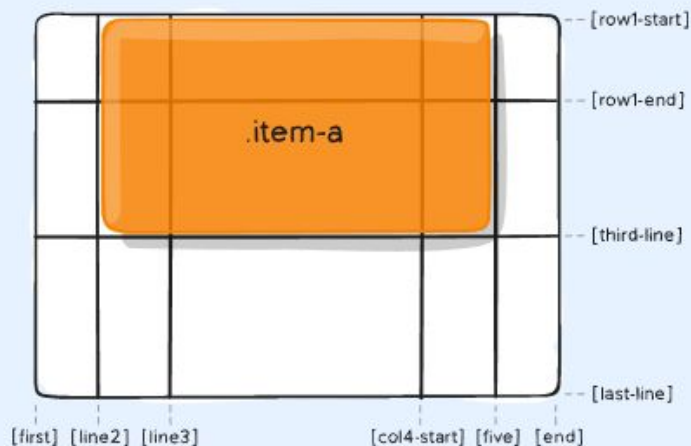 [row1-start]
[row1-end]
.item-a
[third-line]
[last-line]
[first] [line2] [line3] [col4-start] [five] [end]